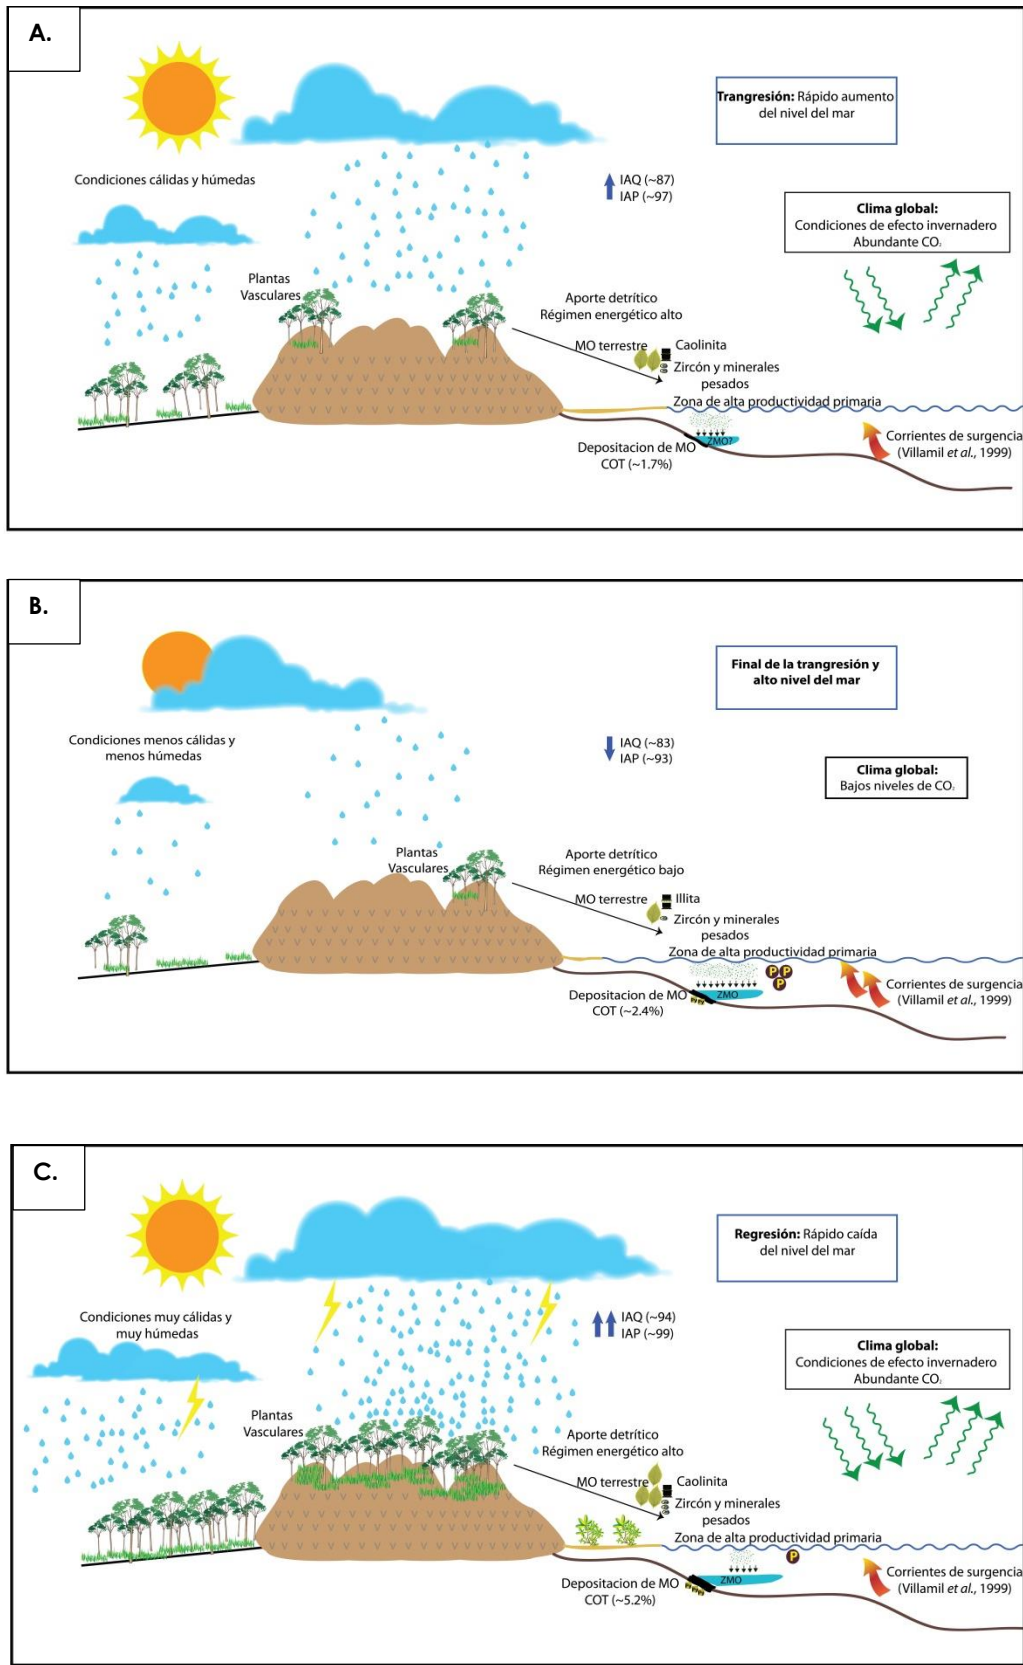 A.
Trangresión: Rápido aumento
del nivel del mar
Condiciones cálidas y húmedas
IAQ (~87)
IAP (~97)
Clima global:
Condiciones de efecto invernadero
Abundante CO₂
Plantas
Vasculares
Aporte detrítico
Régimen energético alto
MO terrestre
Caolinita
Zircón y minerales
pesados
Zona de alta productividad primaria
ZMO?
Depositacion de MO
COT (~1.7%)
Corrientes de surgencia
(Villamil et al., 1999)
B.
Final de la trangresión y
alto nivel del mar
Condiciones menos cálidas y
menos húmedas
IAQ (~83)
IAP (~93)
Clima global:
Bajos niveles de CO₂
Plantas
Vasculares
Aporte detrítico
Régimen energético bajo
MO terrestre
Illita
Zircón y minerales
pesados
Zona de alta productividad primaria
P P
P
ZMO
Depositacion de MO
COT (~2.4%)
Corrientes de surgencia
(Villamil et al., 1999)
C.
Regresión: Rápido caída
del nivel del mar
Condiciones muy cálidas y
muy húmedas
IAQ (~94)
IAP (~99)
Clima global:
Condiciones de efecto invernadero
Abundante CO₂
Plantas
Vasculares
Aporte detrítico
Régimen energético alto
MO terrestre
Caolinita
Zircón y minerales
pesados
Zona de alta productividad primaria
P
ZMO
Depositacion de MO
COT (~5.2%)
Corrientes de surgencia
(Villamil et al., 1999)